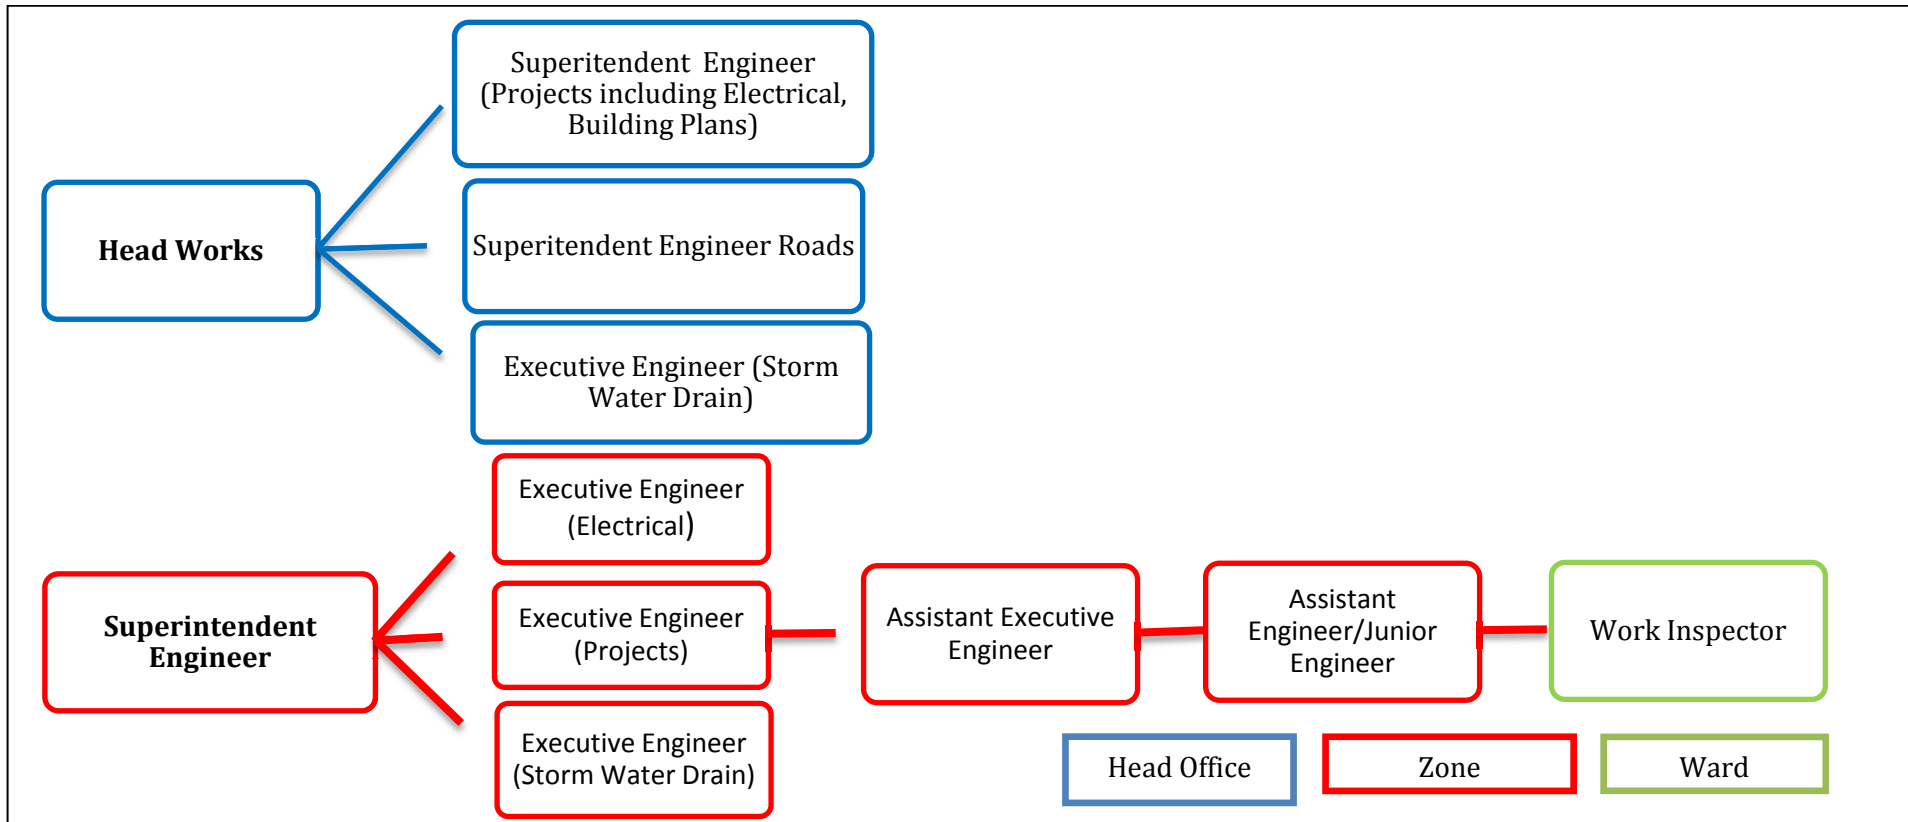 Superitendent Engineer
(Projects including Electrical,
Building Plans)
Head Works
Superitendent Engineer Roads
Executive Engineer (Storm
Water Drain)
Executive Engineer
(Electrical)
Superintendent
Engineer
Executive Engineer
(Projects)
Assistant Executive
Engineer
Assistant
Engineer/Junior
Engineer
Work Inspector
Executive Engineer
(Storm Water Drain)
Head Office
Zone
Ward